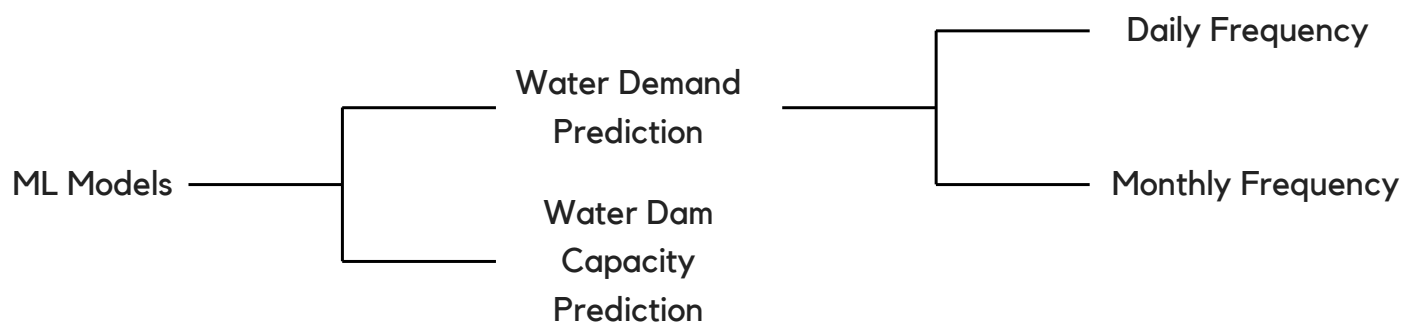 Daily Frequency
Water Demand
Prediction
ML Models
Monthly Frequency
Water Dam
Capacity
Prediction